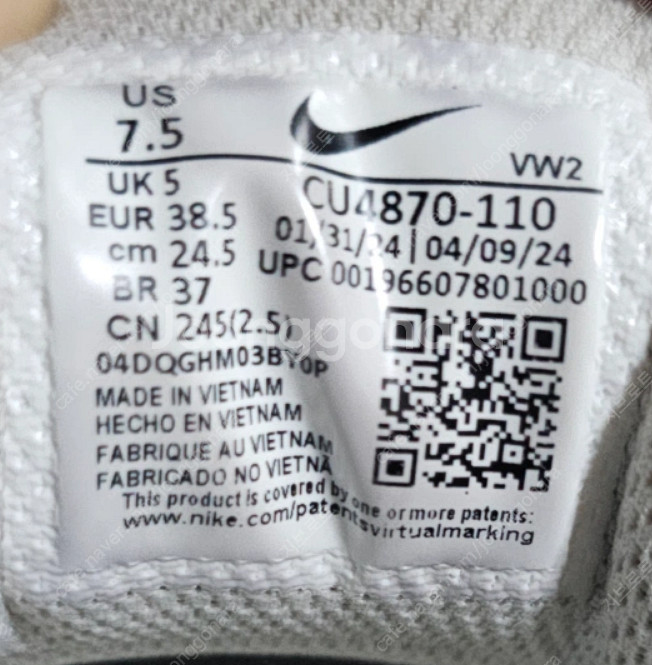 US
7.5
VW2
UK 5
EUR 38.5
cm 24.5
BR 37
CN 245(2.5)
CU4870-110
01/31/24 | 04/09/24
UPC 00196607801000
04DQGHM03BY0P
MADE IN VIETNAM
HECHO EN VIETNAM
FABRIQUE AU VIETNAM
FABRICADO NO VIETNÃ
This product is covered by one or more patents:
www.nike.com/patentsvirtualmarking